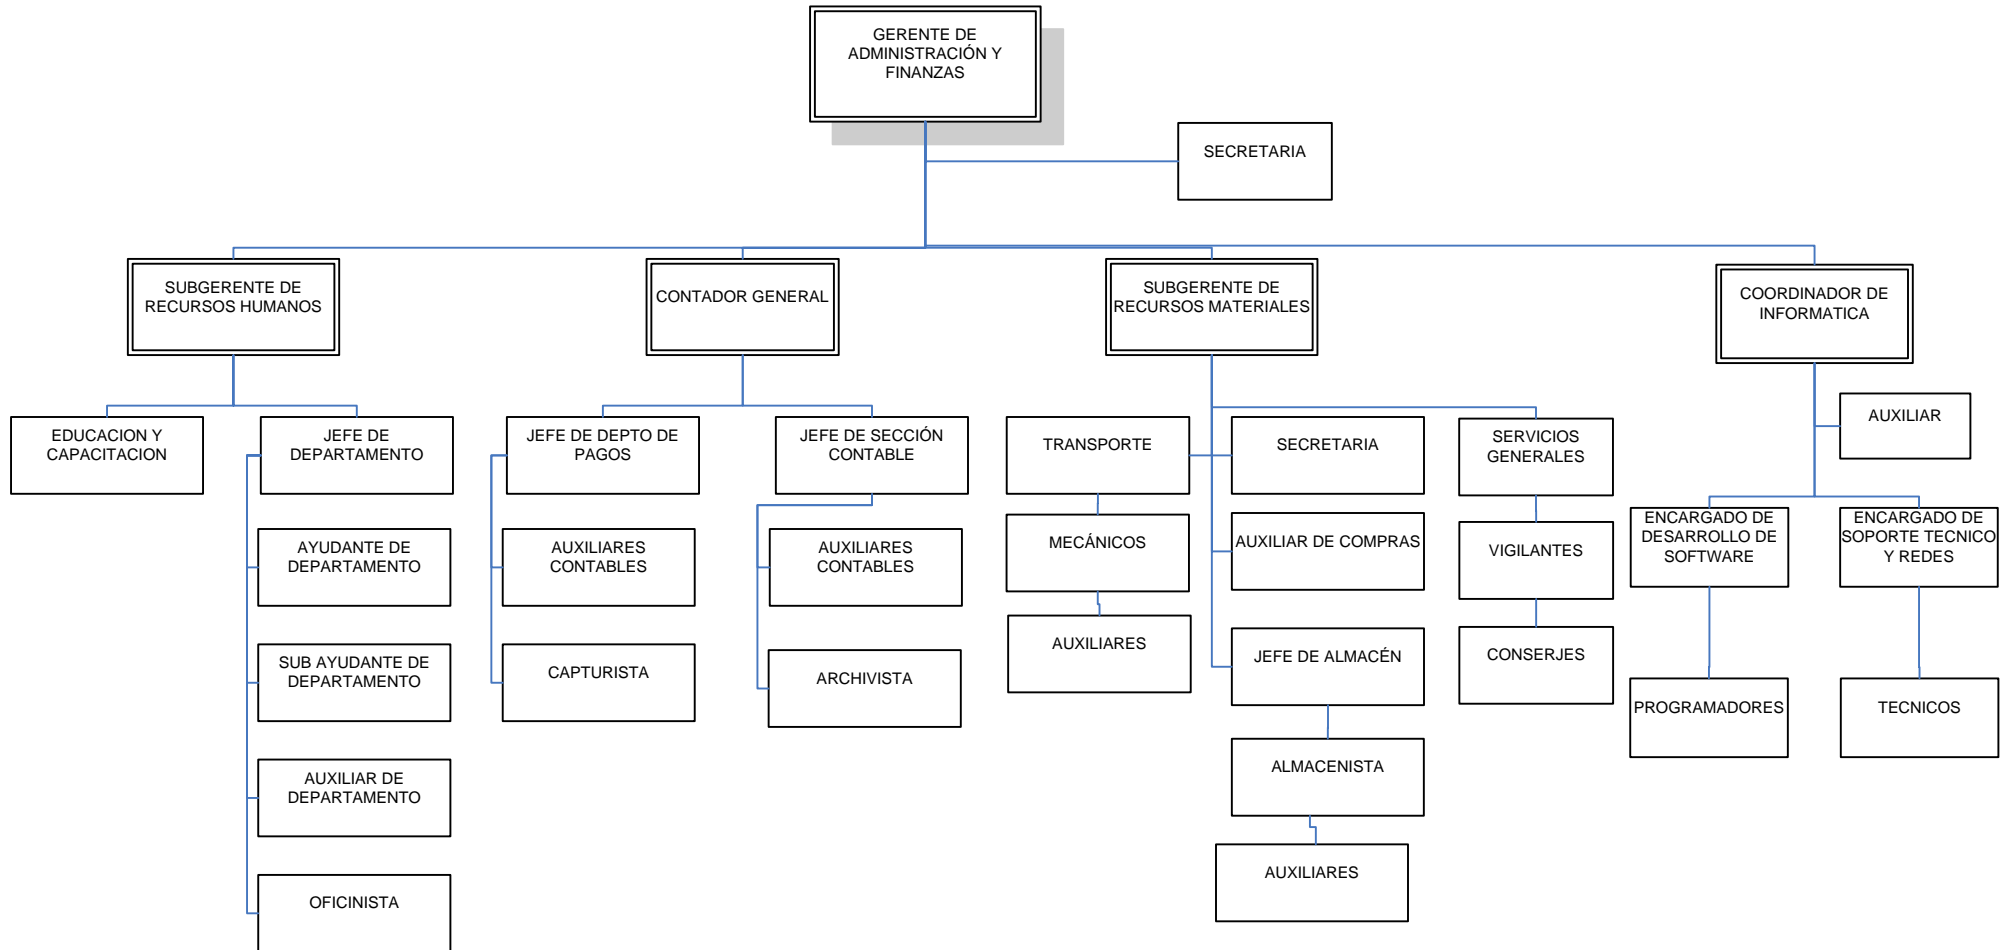 GERENTE DE
ADMINISTRACIÓN Y
FINANZAS
SECRETARIA
SUBGERENTE DE
RECURSOS HUMANOS
CONTADOR GENERAL
SUBGERENTE DE
RECURSOS MATERIALES
COORDINADOR DE
INFORMATICA
EDUCACION Y
CAPACITACION
JEFE DE
DEPARTAMENTO
AYUDANTE DE
DEPARTAMENTO
SUB AYUDANTE DE
DEPARTAMENTO
AUXILIAR DE
DEPARTAMENTO
OFICINISTA
JEFE DE DEPTO DE
PAGOS
AUXILIARES
CONTABLES
CAPTURISTA
JEFE DE SECCIÓN
CONTABLE
AUXILIARES
CONTABLES
ARCHIVISTA
TRANSPORTE
MECÁNICOS
AUXILIARES
SECRETARIA
AUXILIAR DE COMPRAS
JEFE DE ALMACÉN
ALMACENISTA
AUXILIARES
SERVICIOS
GENERALES
VIGILANTES
CONSERJES
AUXILIAR
ENCARGADO DE
DESARROLLO DE
SOFTWARE
PROGRAMADORES
ENCARGADO DE
SOPORTE TECNICO
Y REDES
TECNICOS